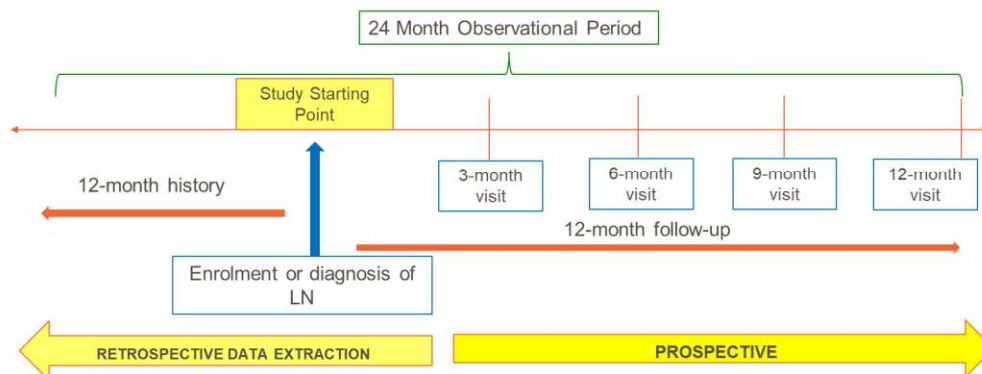 24 Month Observational Period
Study Starting
Point
3-month
visit
6-month
visit
9-month
visit
12-month
visit
12-month history
12-month follow-up
Enrolment or diagnosis of
LN
RETROSPECTIVE DATA EXTRACTION
PROSPECTIVE